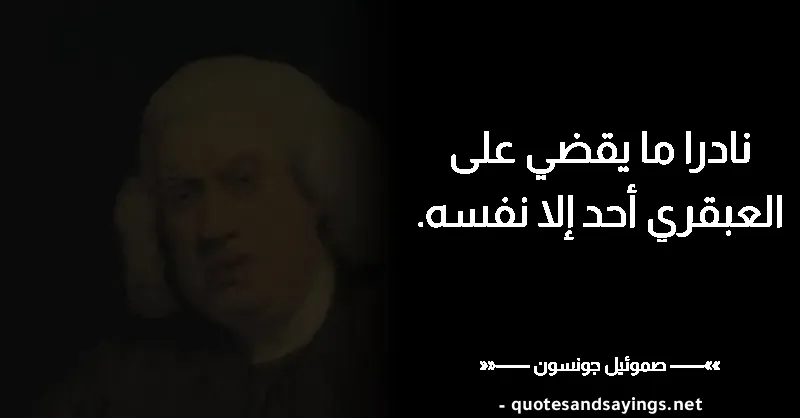 نادرا ما يقضي على
العبقري أحد إلا نفسه.
»»—— صموئيل جونسون ——««
- quotesandsayings.net